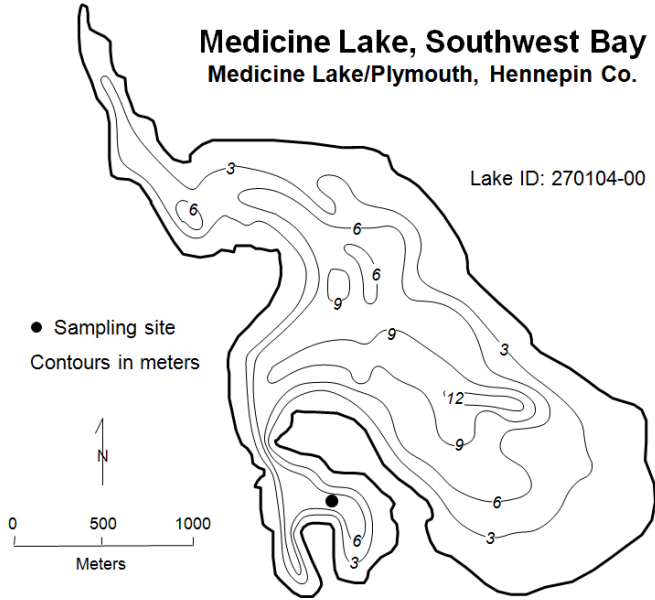 Medicine Lake, Southwest Bay
Medicine Lake/Plymouth, Hennepin Co.
Lake ID: 270104-00
3
6
6
6
9
9
3
12
9
6
3
6
3
Sampling site
Contours in meters
N
0 500 1000
Meters